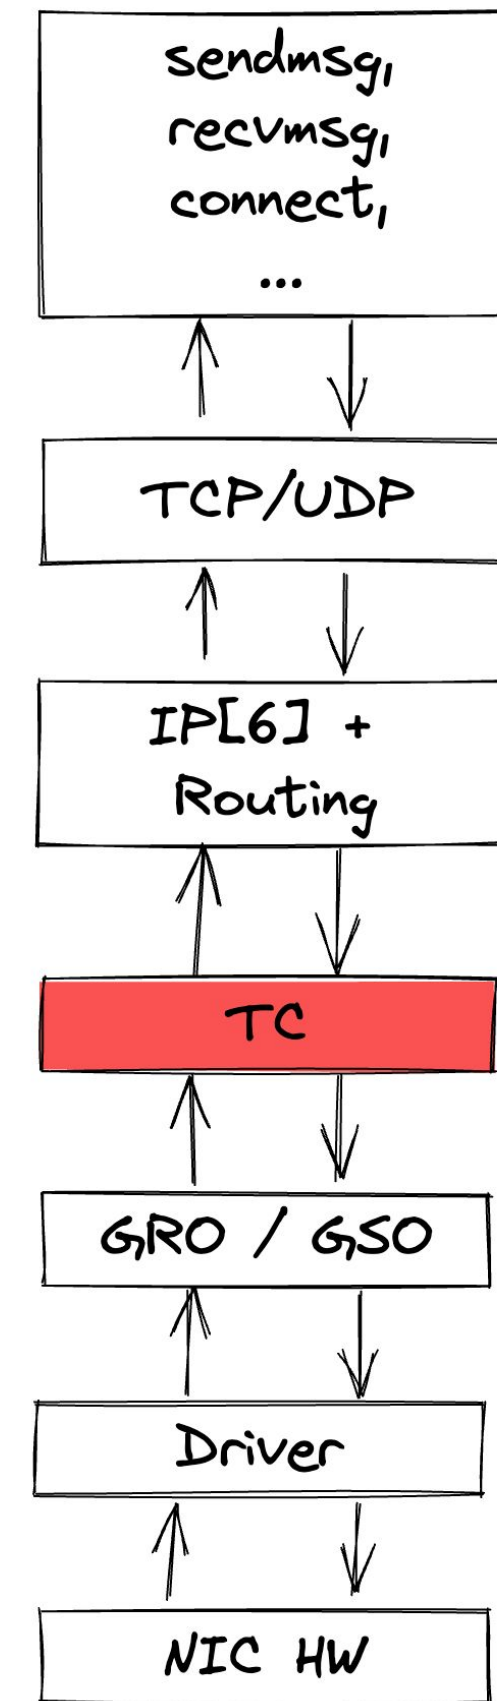 sendmsg,
recvmsg,
connect,
...
TCP/UDP
IP[6] +
Routing
TC
GRO / GSO
Driver
NIC HW